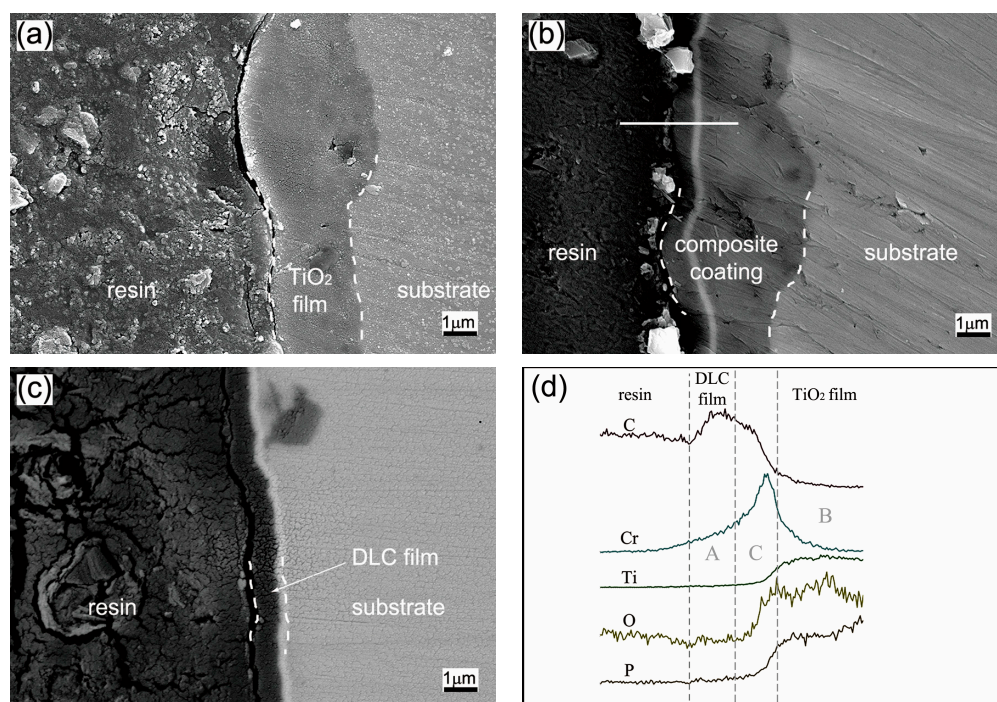 (a)
resin
TiO₂
film
substrate
1μm
(b)
resin
composite
coating
substrate
1μm
(c)
DLC film
resin
substrate
1μm
(d)
resin
DLC
film
TiO₂ film
C
Cr
B
A
C
Ti
O
P